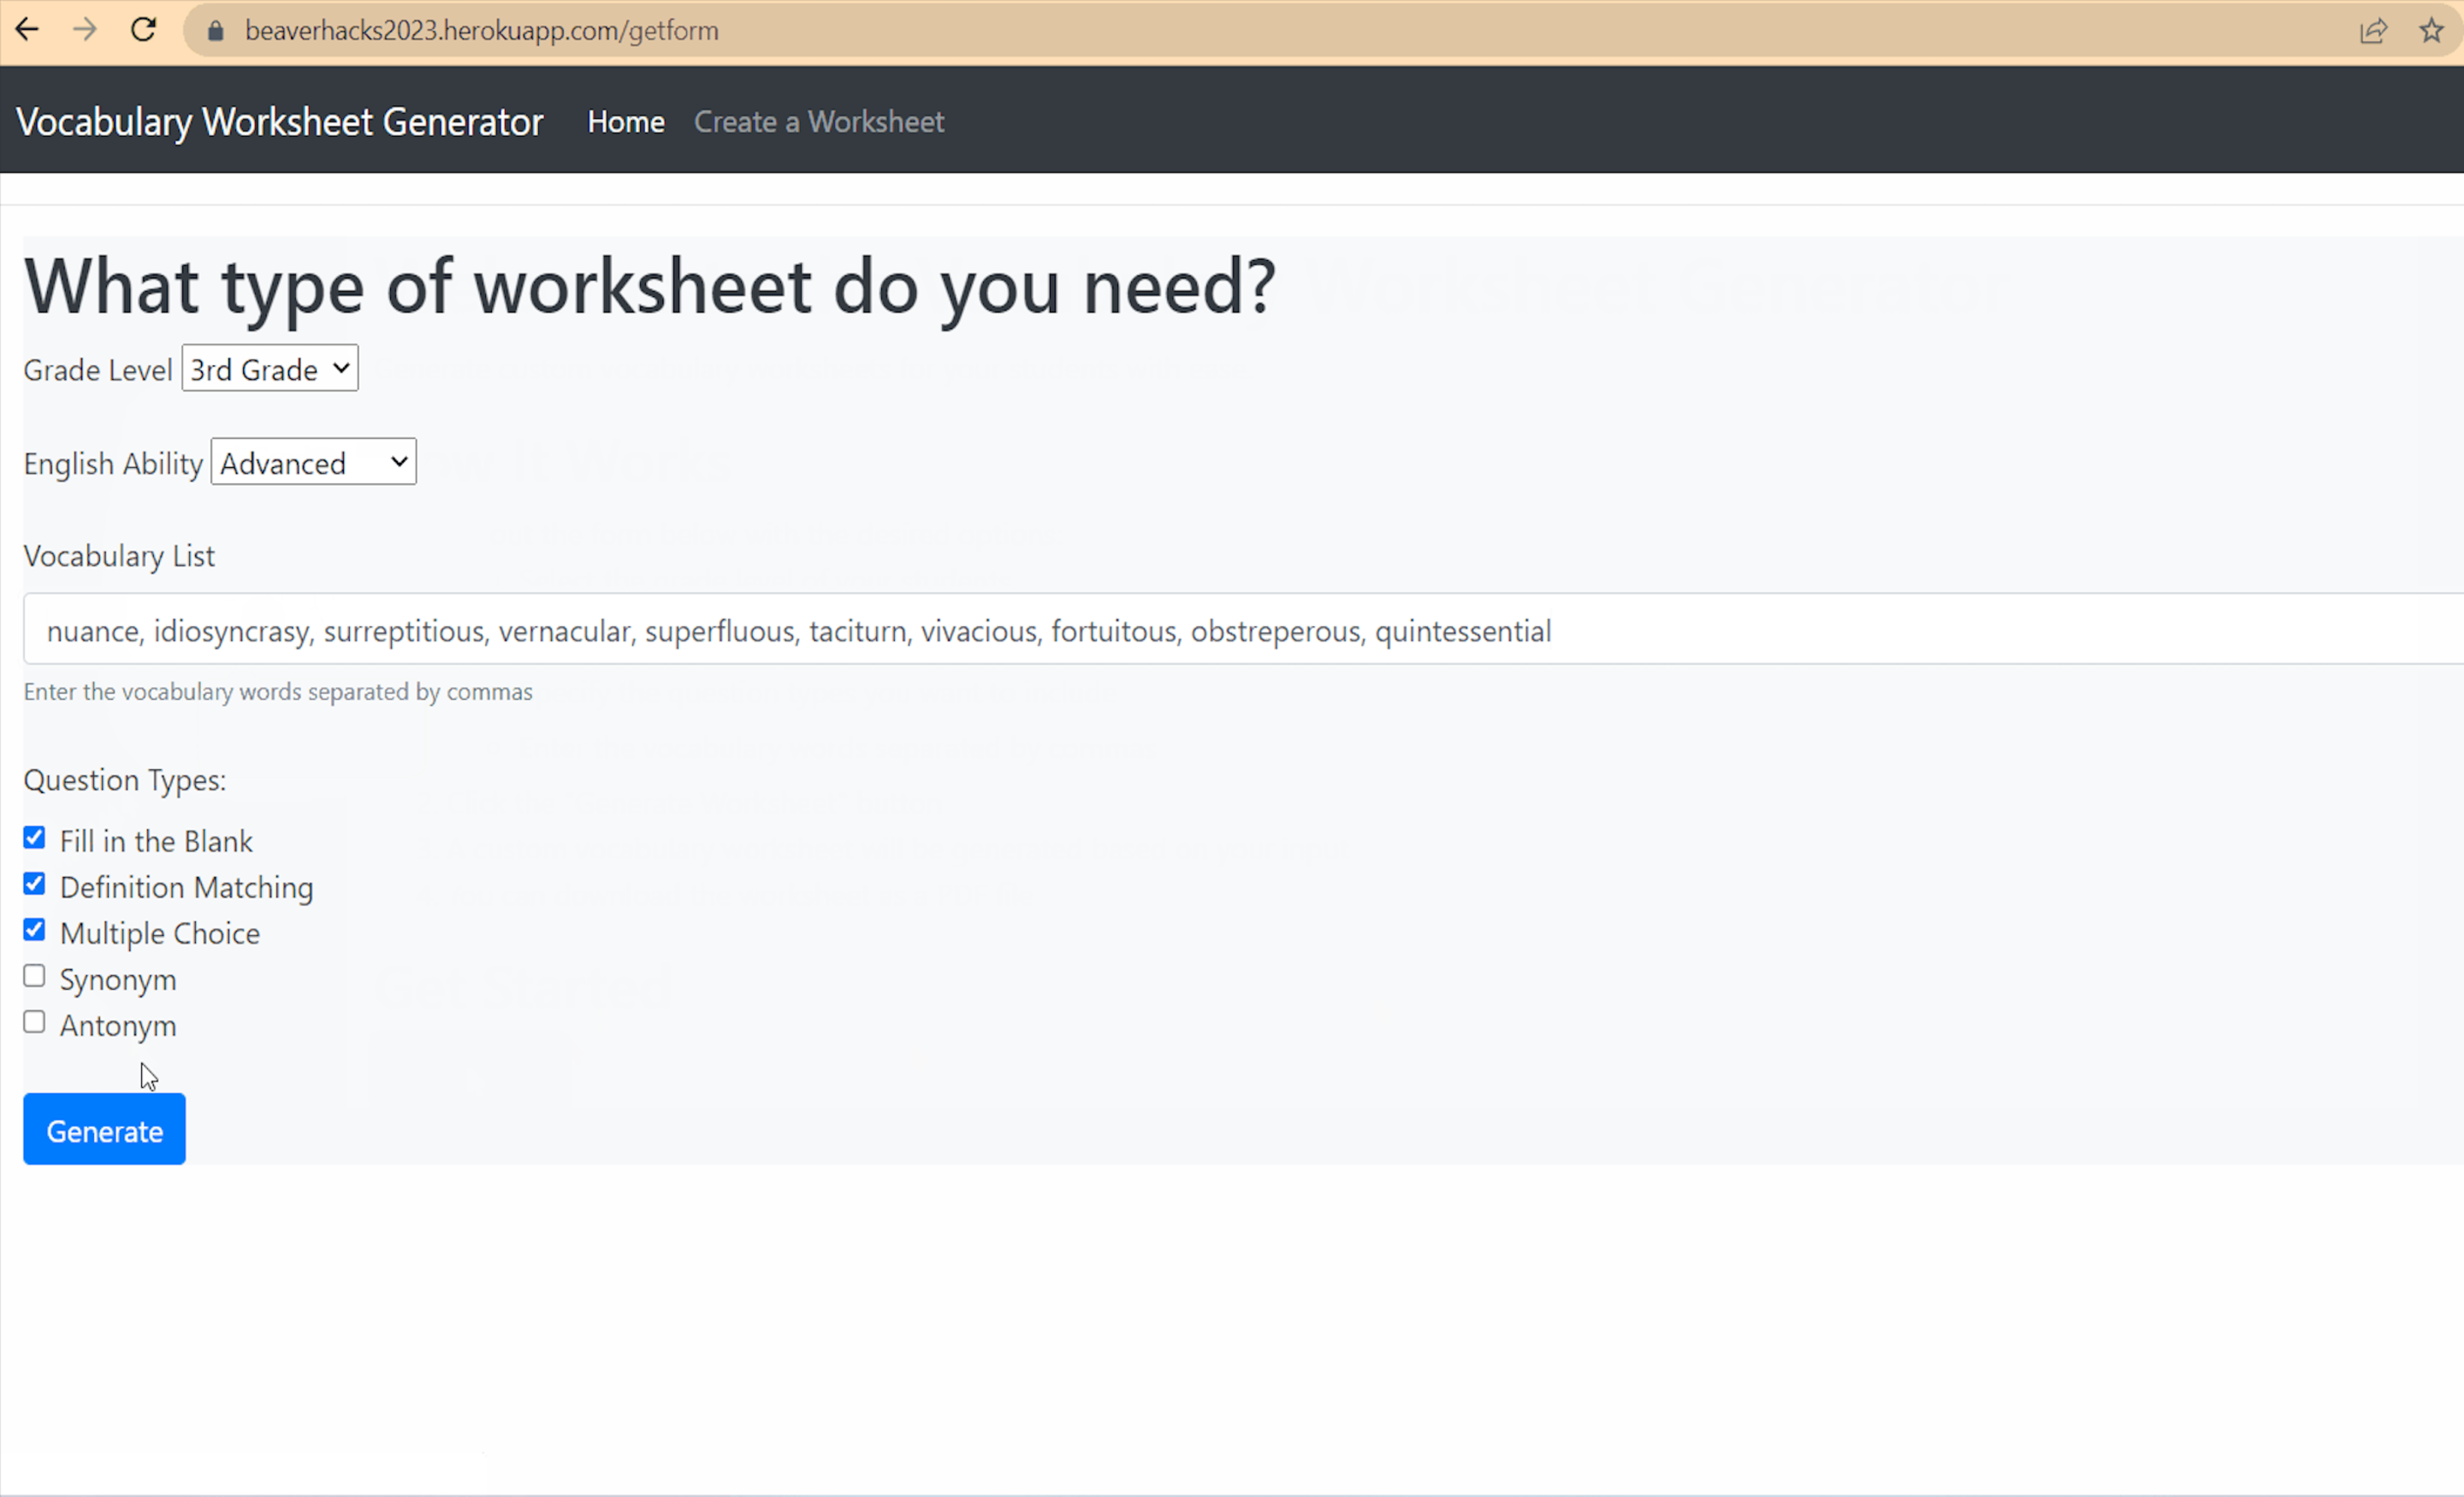 beaverhacks2023.herokuapp.com/getform
Vocabulary Worksheet Generator Home Create a Worksheet
What type of worksheet do you need?
Grade Level 3rd Grade
English Ability Advanced
Vocabulary List
nuance, idiosyncrasy, surreptitious, vernacular, superfluous, taciturn, vivacious, fortuitous, obstreperous, quintessential
Enter the vocabulary words separated by commas
Question Types:
Fill in the Blank
Definition Matching
Multiple Choice
Synonym
Antonym
Generate